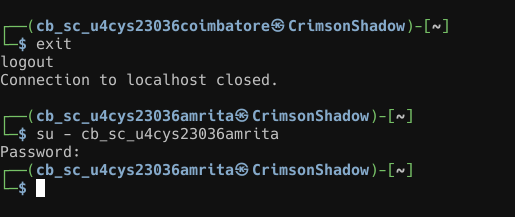 ┌──(cb_sc_u4cys23036coimbatore㉿CrimsonShadow)-[~]
└─$ exit
logout
Connection to localhost closed.
┌──(cb_sc_u4cys23036amrita㉿CrimsonShadow)-[~]
└─$ su - cb_sc_u4cys23036amrita
Password:
┌──(cb_sc_u4cys23036amrita㉿CrimsonShadow)-[~]
└─$